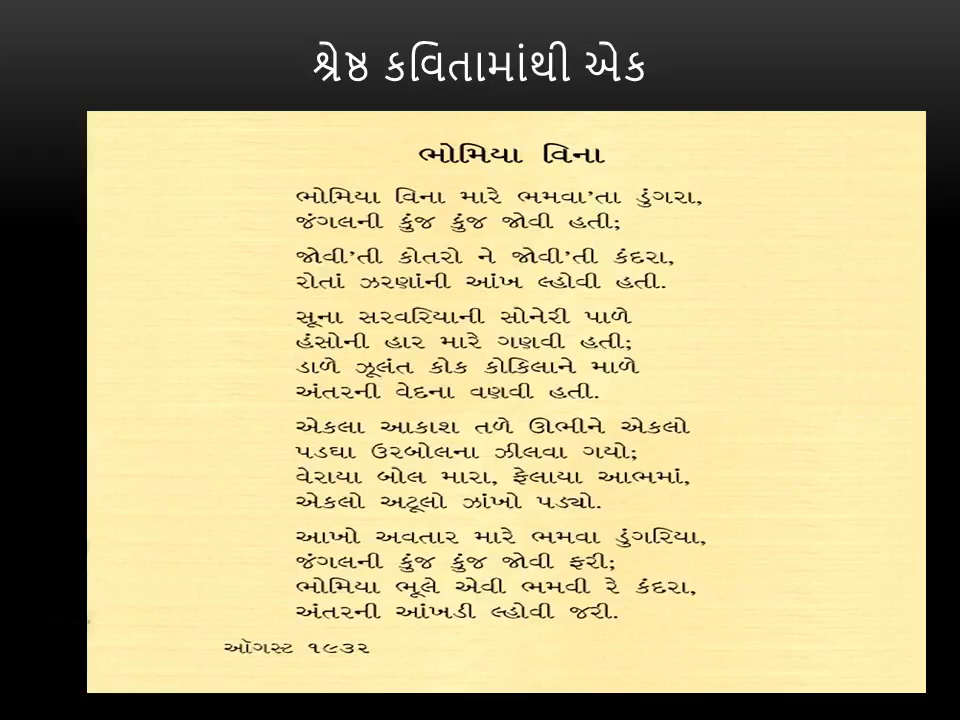 શ્રેષ્ઠ કવિતામાંથી એક
ભોમિયા વિના
ભોમિયા વિના મારે ભમવા'તા ડુંગરા,
જંગલની કુંજ કુંજ જોવી હતી;
જોવી'તી કોતરો ને જોવી'તી કંદરા,
રોતાં ઝરણાંની આંખ લ્હોવી હતી.
સૂના સરવરિયાની સોનેરી પાળે
હંસોની હાર મારે ગણવી હતી;
ડાળે ઝૂલંત કોક કોકિલાને માળે
અંતરની વેદના વણવી હતી.
એકલા આકાશ તળે ઊભીને એકલો
પડઘા ઉરબોલના ઝીલવા ગયો;
વેરાયા બોલ મારા, ફેલાયા આભમાં,
એકલો અટૂલો ઝાંખો પડ્યો.
આખો અવતાર મારે ભમવા ડુંગરિયા,
જંગલની કુંજ કુંજ જોવી ફરી;
ભોમિયા ભૂલે એવી ભમવી રે કંદરા,
અંતરની આંખડી લ્હોવી જરી.
ઑગસ્ટ ૧૯૩૨